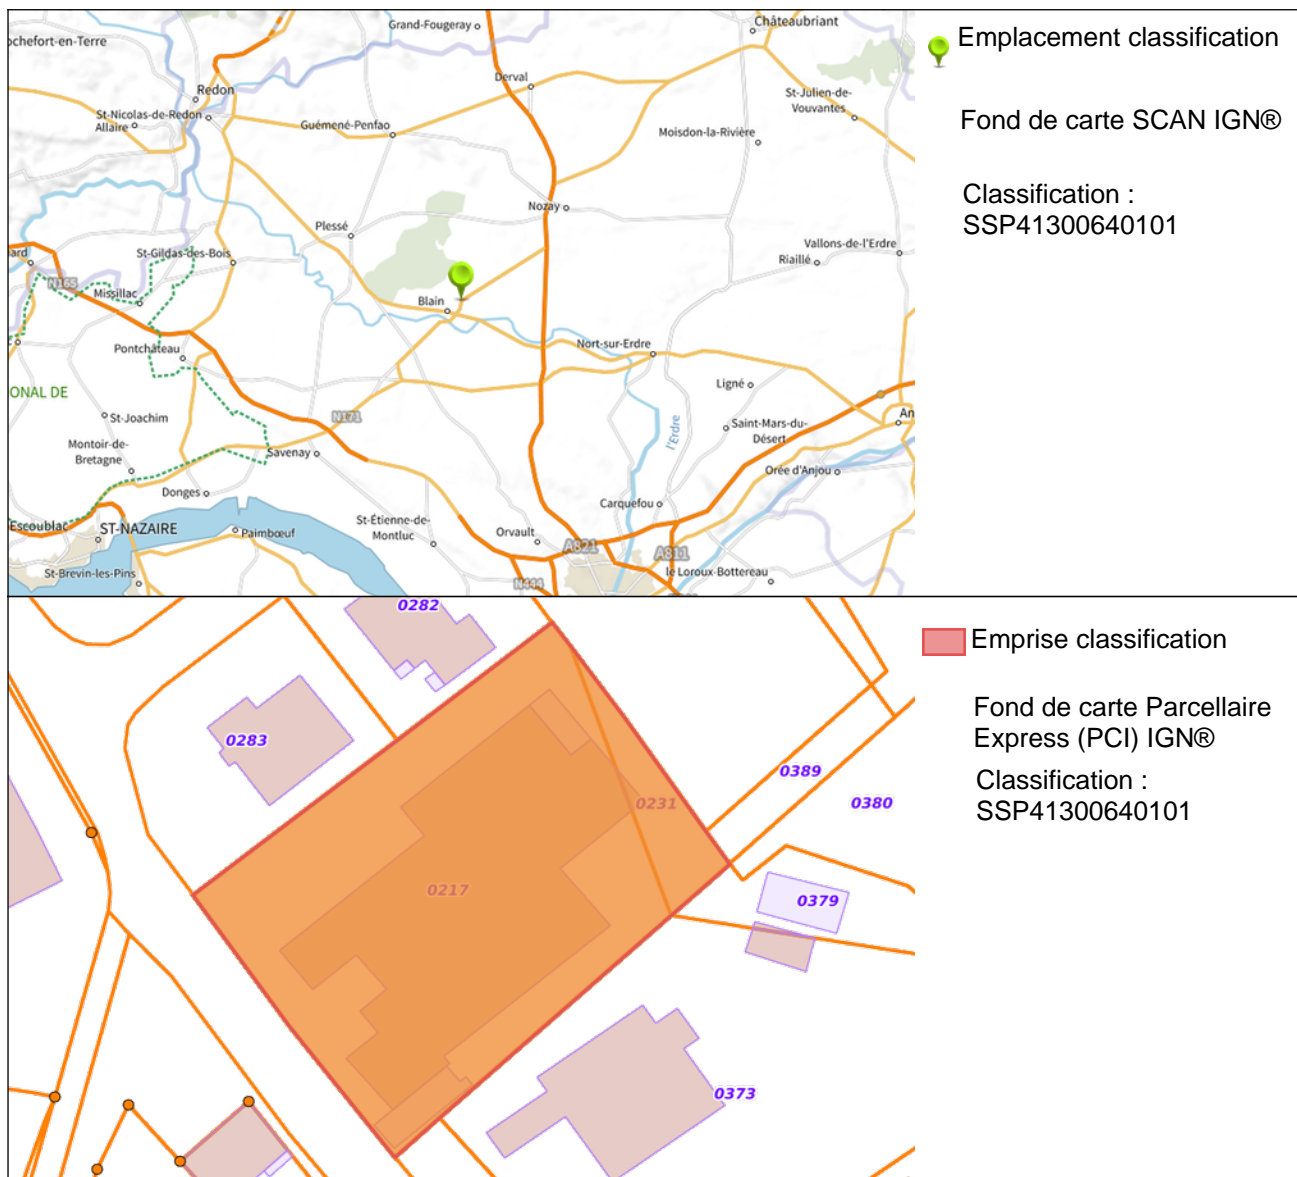 Grand-Fougeray
Châteaubriant
ochefort-en-Terre
Derval
Redon
St-Julien-de-
Vouvantes
St-Nicolas-de-Redon
Allaire
Guémené-Penfao
Moisdon-la-Rivière
Nozay
Plessé
Vallons-de-l'Erdre
Riaillé
St-Gildas-des-Bois
ard
N165
Missillac
Blain
Pontchâteau
Nort-sur-Erdre
Ligné
ONAL DE
St-Joachim
N171
An
Saint-Mars-du-
Désert
l'Erdre
Montoir-de-
Bretagne
Savenay
Orée d'Anjou
Donges
Carquefou
Escoublac
ST-NAZAIRE
Paimbœuf
St-Étienne-de-
Montluc
Orvault
A821
A811
St-Brevin-les-Pins
N444
le Loroux-Bottereau
Emplacement classification
Fond de carte SCAN IGN®
Classification :
SSP41300640101
0282
0283
0389
0231
0380
0217
0379
0373
Emprise classification
Fond de carte Parcellaire
Express (PCI) IGN®
Classification :
SSP41300640101